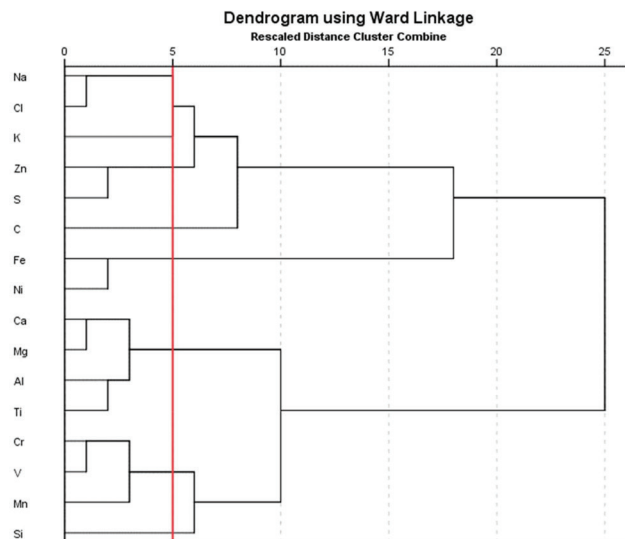 Dendrogram using Ward Linkage
Rescaled Distance Cluster Combine
0 5 10 15 20 25
Na
Cl
K
Zn
S
C
Fe
Ni
Ca
Mg
Al
Ti
Cr
V
Mn
Si